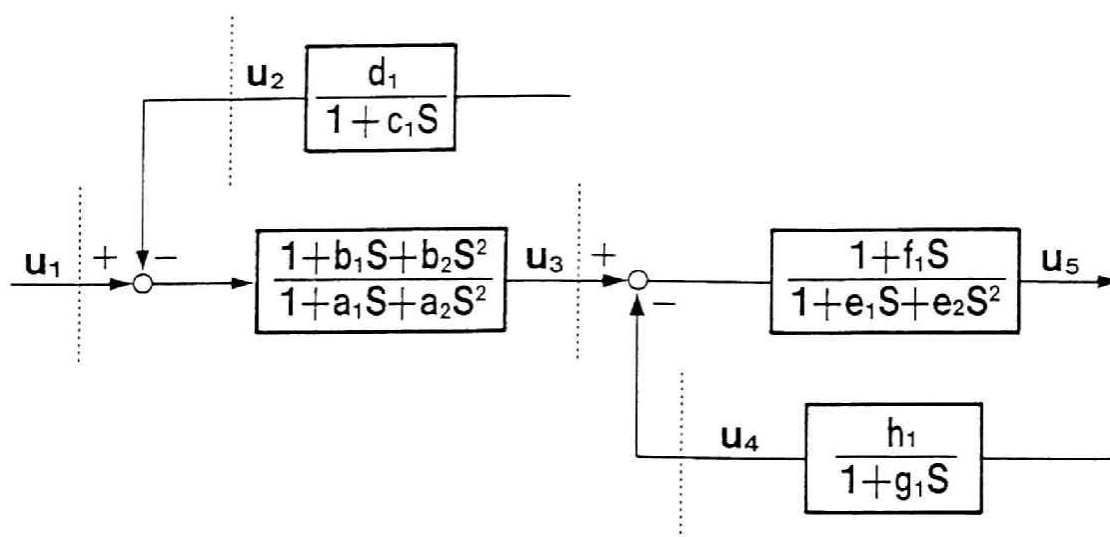 u₂
d₁
1+c₁S
u₁
+
−
1+b₁S+b₂S²
1+a₁S+a₂S²
u₃
+
−
1+f₁S
1+e₁S+e₂S²
u₅
u₄
h₁
1+g₁S